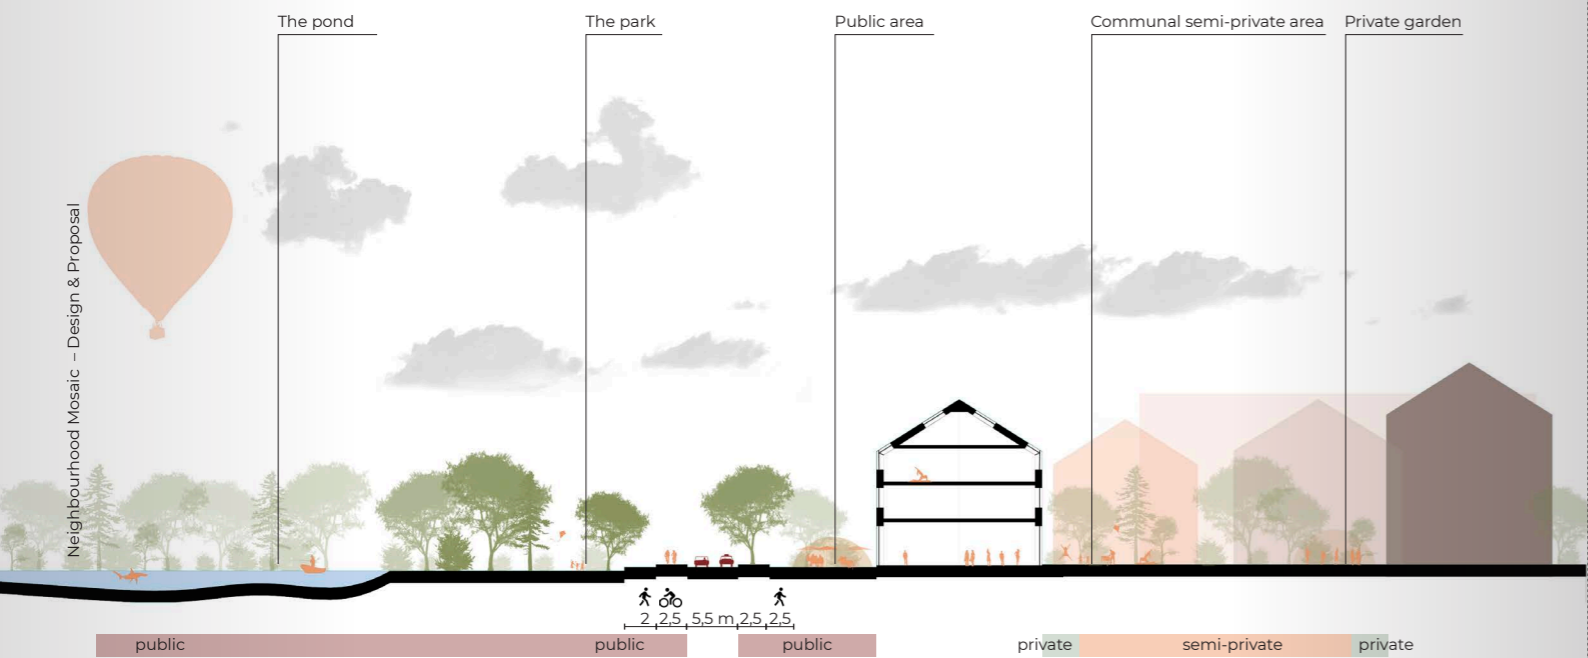 The pond
The park
Public area
Communal semi-private area
Private garden
Neighbourhood Mosaic – Design & Proposal
2 2,5 5,5 m 2,5 2,5
public
public
public
private
semi-private
private